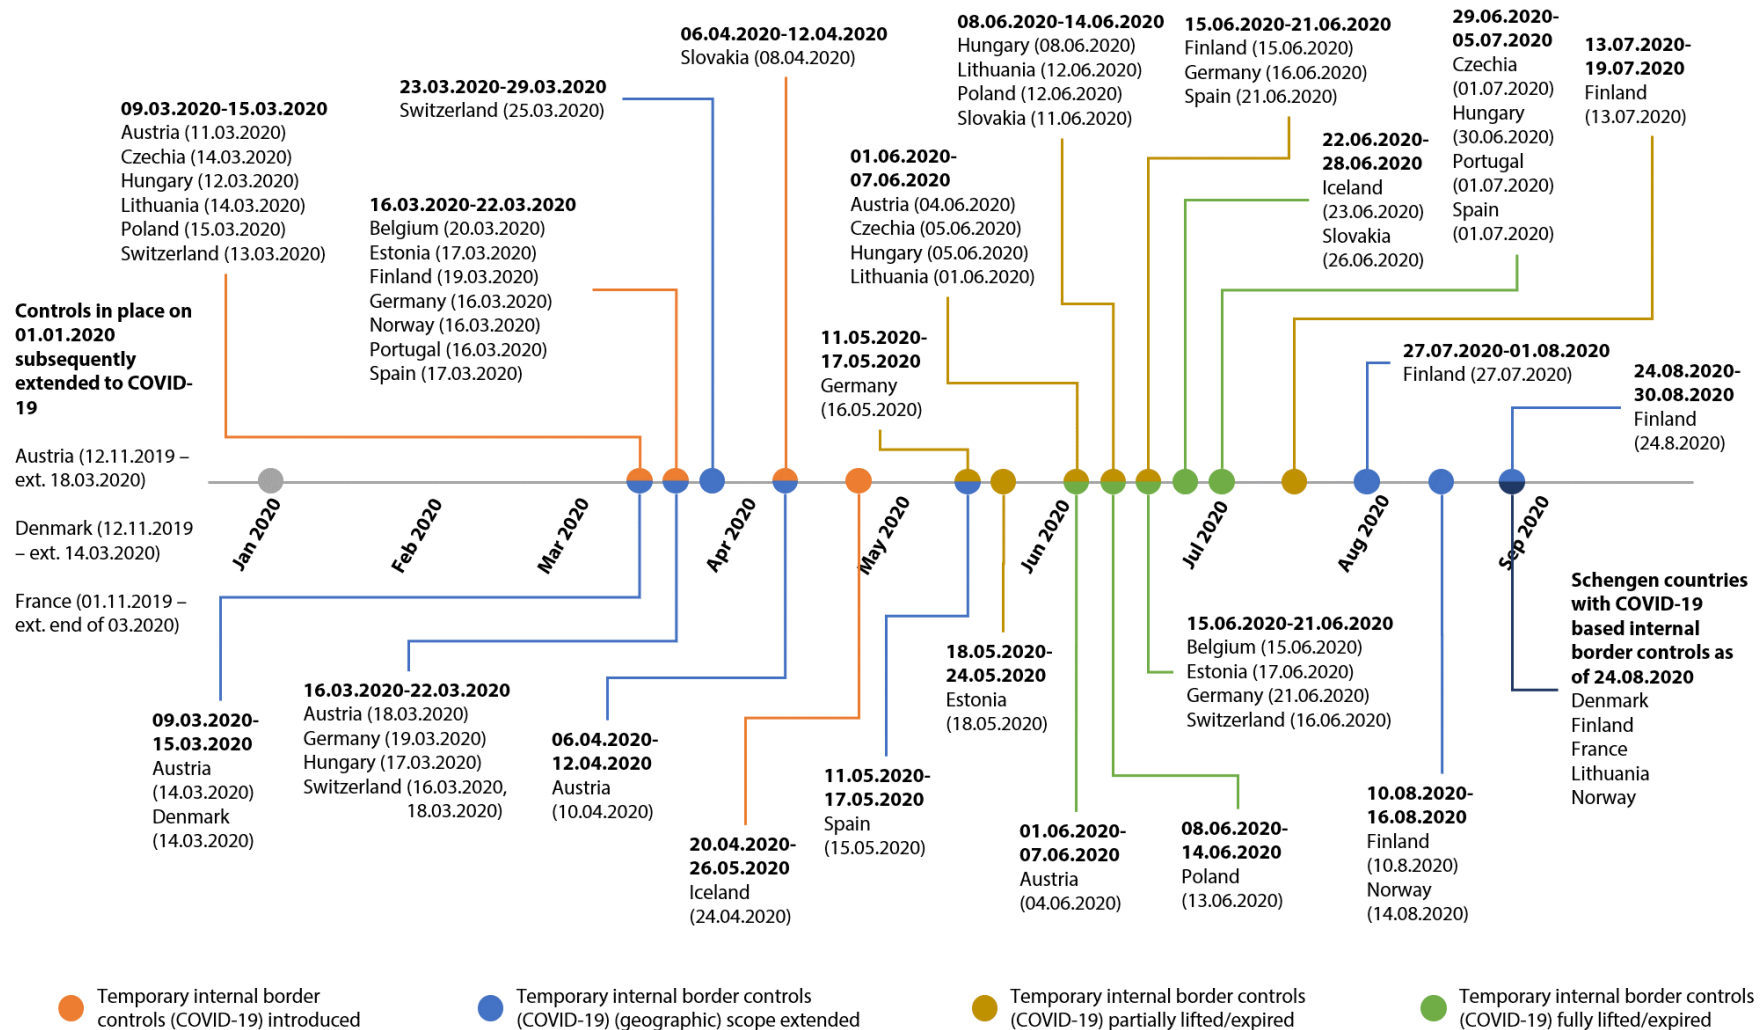 06.04.2020-12.04.2020
Slovakia (08.04.2020)
08.06.2020-14.06.2020
Hungary (08.06.2020)
Lithuania (12.06.2020)
Poland (12.06.2020)
Slovakia (11.06.2020)
15.06.2020-21.06.2020
Finland (15.06.2020)
Germany (16.06.2020)
Spain (21.06.2020)
29.06.2020-
05.07.2020
Czechia
(01.07.2020)
Hungary
(30.06.2020)
Portugal
(01.07.2020)
Spain
(01.07.2020)
13.07.2020-
19.07.2020
Finland
(13.07.2020)
23.03.2020-29.03.2020
Switzerland (25.03.2020)
09.03.2020-15.03.2020
Austria (11.03.2020)
Czechia (14.03.2020)
Hungary (12.03.2020)
Lithuania (14.03.2020)
Poland (15.03.2020)
Switzerland (13.03.2020)
16.03.2020-22.03.2020
Belgium (20.03.2020)
Estonia (17.03.2020)
Finland (19.03.2020)
Germany (16.03.2020)
Norway (16.03.2020)
Portugal (16.03.2020)
Spain (17.03.2020)
01.06.2020-
07.06.2020
Austria (04.06.2020)
Czechia (05.06.2020)
Hungary (05.06.2020)
Lithuania (01.06.2020)
22.06.2020-
28.06.2020
Iceland
(23.06.2020)
Slovakia
(26.06.2020)
11.05.2020-
17.05.2020
Germany
(16.05.2020)
27.07.2020-01.08.2020
Finland (27.07.2020)
24.08.2020-
30.08.2020
Finland
(24.8.2020)
Controls in place on
01.01.2020
subsequently
extended to COVID-
19
Austria (12.11.2019 –
ext. 18.03.2020)
Denmark (12.11.2019
– ext. 14.03.2020)
France (01.11.2019 –
ext. end of 03.2020)
Jan 2020
Feb 2020
Mar 2020
Apr 2020
May 2020
Jun 2020
Jul 2020
Aug 2020
Sep 2020
09.03.2020-
15.03.2020
Austria
(14.03.2020)
Denmark
(14.03.2020)
16.03.2020-22.03.2020
Austria (18.03.2020)
Germany (19.03.2020)
Hungary (17.03.2020)
Switzerland (16.03.2020,
18.03.2020)
06.04.2020-
12.04.2020
Austria
(10.04.2020)
20.04.2020-
26.05.2020
Iceland
(24.04.2020)
11.05.2020-
17.05.2020
Spain
(15.05.2020)
18.05.2020-
24.05.2020
Estonia
(18.05.2020)
01.06.2020-
07.06.2020
Austria
(04.06.2020)
08.06.2020-
14.06.2020
Poland
(13.06.2020)
15.06.2020-21.06.2020
Belgium (15.06.2020)
Estonia (17.06.2020)
Germany (21.06.2020)
Switzerland (16.06.2020)
10.08.2020-
16.08.2020
Finland
(10.8.2020)
Norway
(14.08.2020)
Schengen countries
with COVID-19
based internal
border controls as
of 24.08.2020
Denmark
Finland
France
Lithuania
Norway
Temporary internal border
controls (COVID-19) introduced
Temporary internal border controls
(COVID-19) (geographic) scope extended
Temporary internal border controls
(COVID-19) partially lifted/expired
Temporary internal border controls
(COVID-19) fully lifted/expired